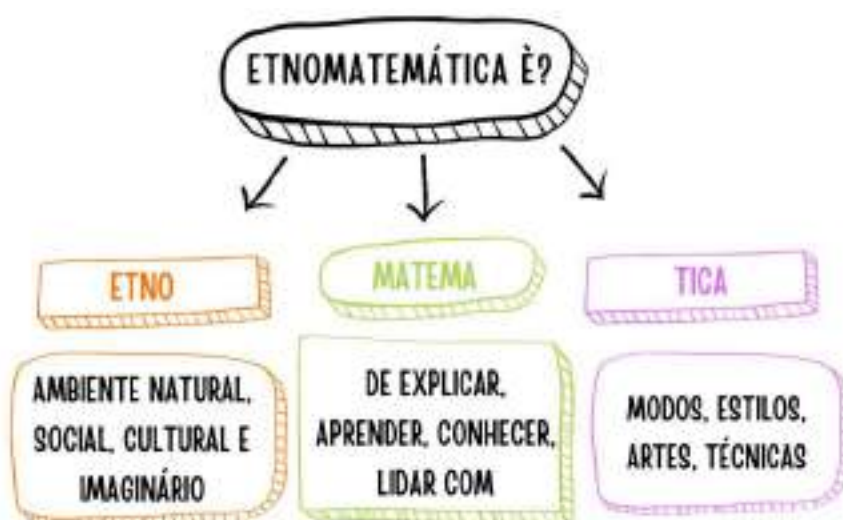 ETNOMATEMÁTICA È?
ETNO
MATEMA
TICA
AMBIENTE NATURAL,
SOCIAL, CULTURAL E
IMAGINÁRIO
DE EXPLICAR,
APRENDER, CONHECER,
LIDAR COM
MODOS, ESTILOS,
ARTES, TÉCNICAS